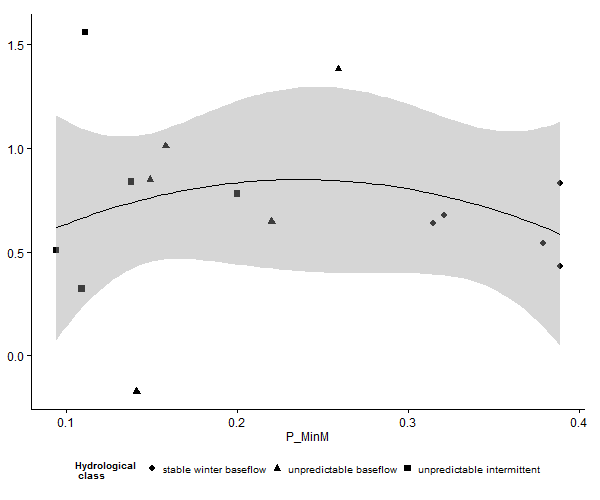 1.5
1.0
0.5
0.0
0.1 0.2 0.3 0.4
P_MinM
Hydrological
class
stable winter baseflow unpredictable baseflow unpredictable intermittent